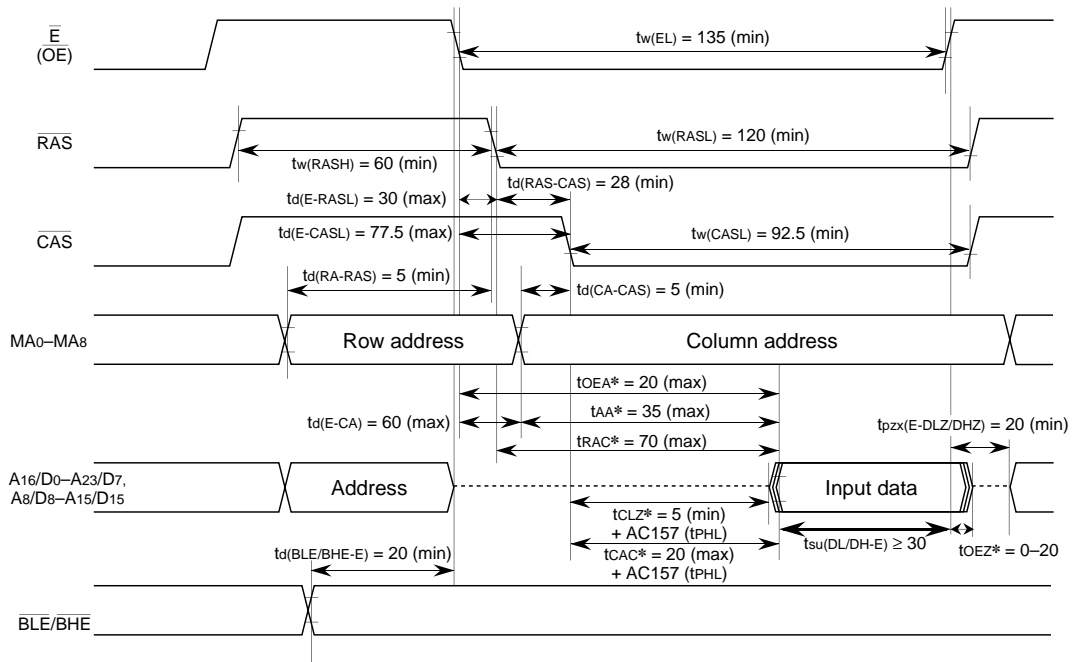 E
(OE)
tw(EL) = 135 (min)
RAS
tw(RASH) = 60 (min)
tw(RASL) = 120 (min)
td(E-RASL) = 30 (max)
td(RAS-CAS) = 28 (min)
CAS
td(E-CASL) = 77.5 (max)
tw(CASL) = 92.5 (min)
td(RA-RAS) = 5 (min)
td(CA-CAS) = 5 (min)
MA0–MA8
Row address
Column address
tOEA* = 20 (max)
td(E-CA) = 60 (max)
tAA* = 35 (max)
tpzx(E-DLZ/DHZ) = 20 (min)
tRAC* = 70 (max)
A16/D0–A23/D7,
A8/D8–A15/D15
Address
Input data
tCLZ* = 5 (min)
+ AC157 (tPHL)
tsu(DL/DH-E) ≥ 30
tOEZ* = 0–20
td(BLE/BHE-E) = 20 (min)
tCAC* = 20 (max)
+ AC157 (tPHL)
BLE/BHE